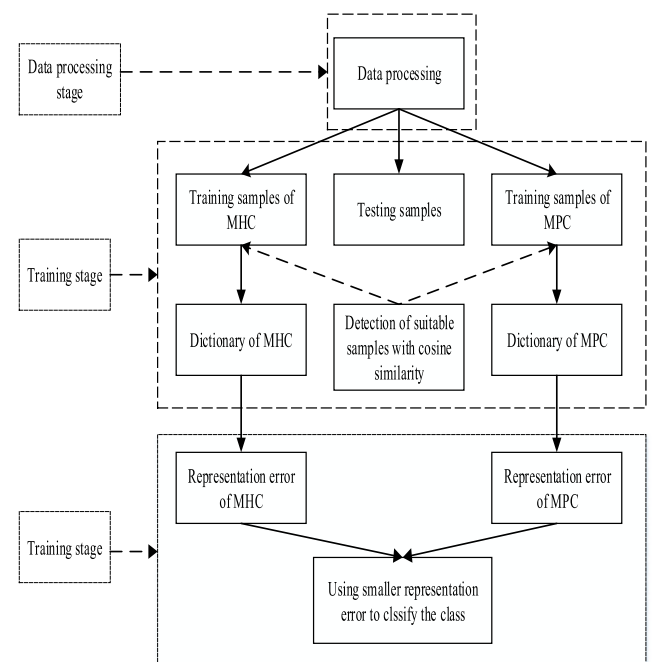 Data processing
stage
Data processing
Training samples of
MHC
Testing samples
Training samples of
MPC
Training stage
Dictionary of MHC
Detection of suitable
samples with cosine
similarity
Dictionary of MPC
Representation error
of MHC
Representation error
of MPC
Training stage
Using smaller representation
error to clssify the class